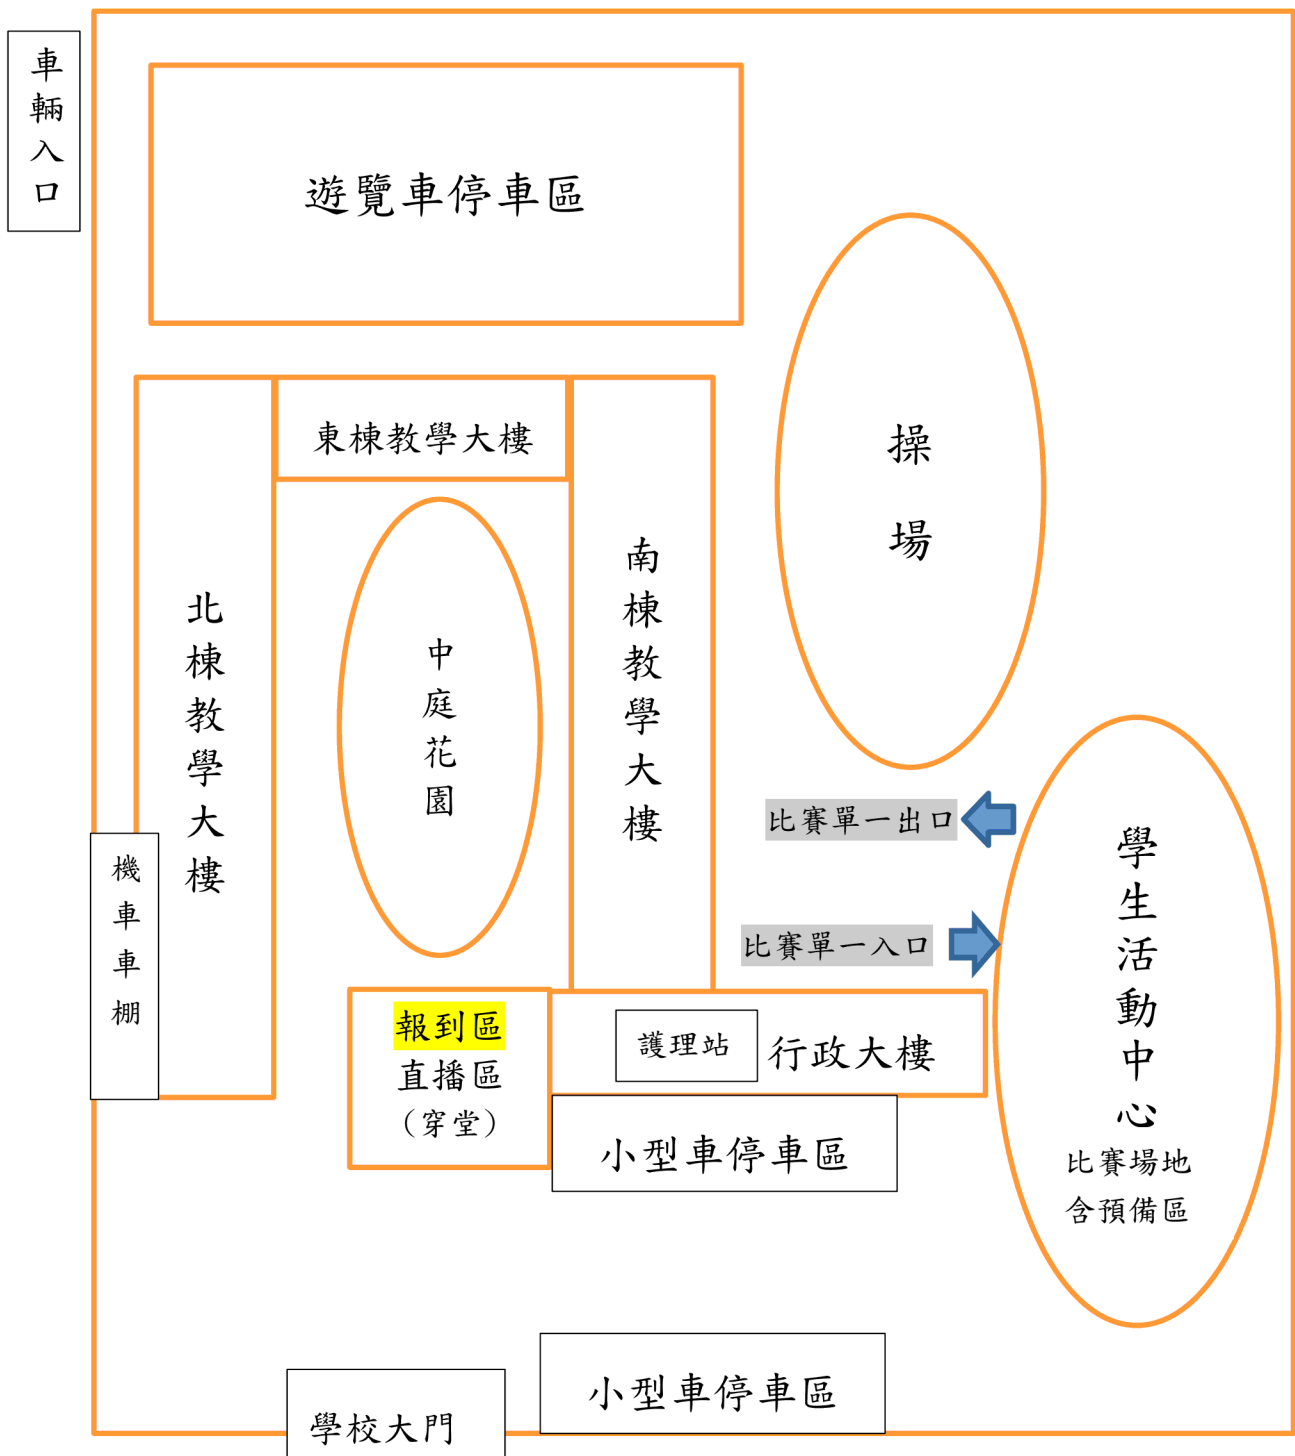 車輛入口
遊覽車停車區
操場
東棟教學大樓
北棟教學大樓
中庭花園
南棟教學大樓
比賽單一出口
比賽單一入口
學生活動中心
比賽場地
含預備區
機車車棚
報到區
直播區
（穿堂）
護理站
行政大樓
小型車停車區
小型車停車區
學校大門